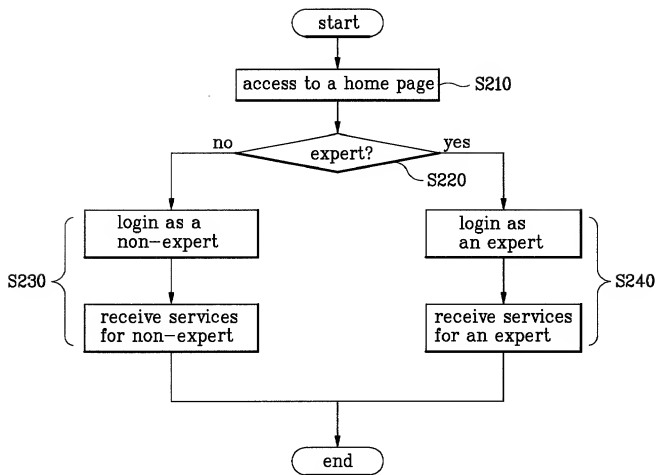 start
access to a home page
S210
no
expert?
yes
S220
login as a
non-expert
login as
an expert
S230
S240
receive services
for non-expert
receive services
for an expert
end